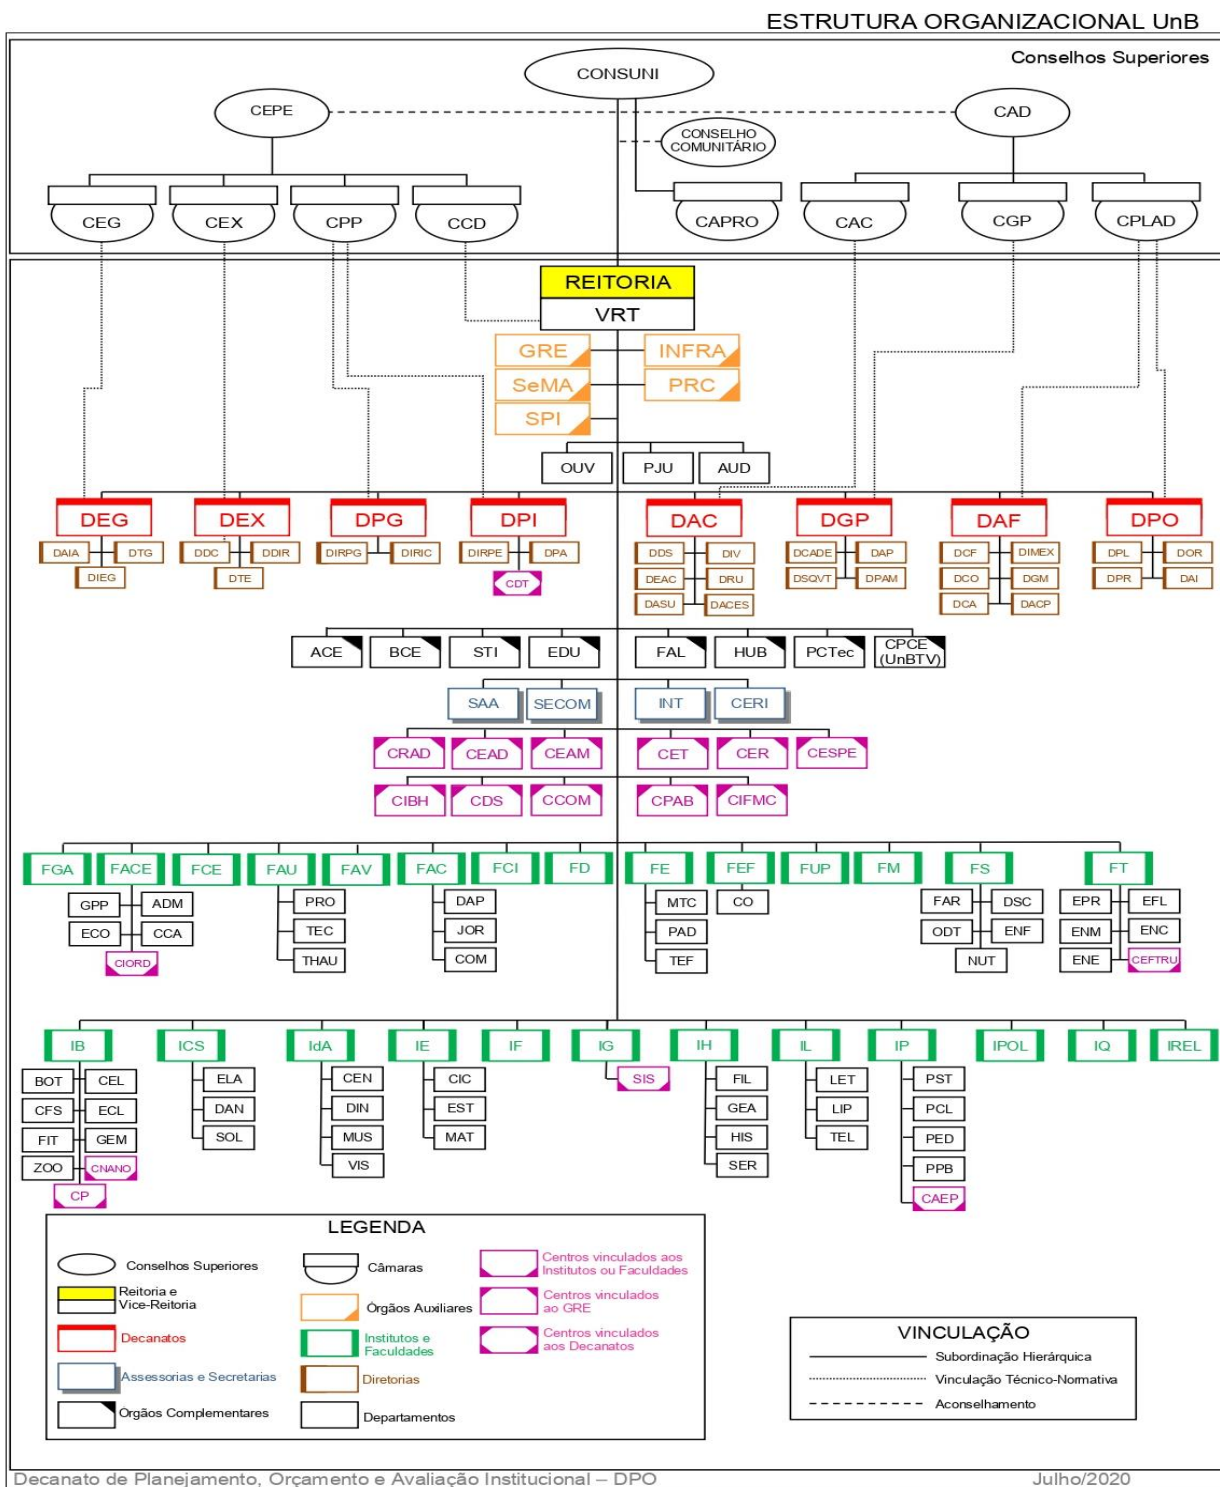 ESTRUTURA ORGANIZACIONAL UnB
Conselhos Superiores
CONSUNI
CEPE
CAD
CONSELHO
COMUNITÁRIO
CEG
CEX
CPP
CCD
CAPRO
CAC
CGP
CPLAD
REITORIA
VRT
GRE
INFRA
SeMA
PRC
SPI
OUV
PJU
AUD
DEG
DEX
DPG
DPI
DAC
DGP
DAF
DPO
DAIA
DTG
DDC
DDIR
DIRPG
DIRIC
DIRPE
DPA
DDS
DIV
DCADE
DAP
DCF
DIMEX
DPL
DOR
DIEG
DTE
CDT
DEAC
DRU
DSQVT
DPAM
DCO
DGM
DPR
DAI
DASU
DACES
DCA
DACP
ACE
BCE
STI
EDU
FAL
HUB
PCTec
CPCE
(UnBTV)
SAA
SECOM
INT
CERI
CRAD
CEAD
CEAM
CET
CER
CESPE
CIBH
CDS
CCOM
CPAB
CIFMC
FGA
FACE
FCE
FAU
FAV
FAC
FCI
FD
FE
FEF
FUP
FM
FS
FT
GPP
ADM
PRO
DAP
MTC
CO
FAR
DSC
EPR
EFL
ECO
CCA
TEC
JOR
PAD
ODT
ENF
ENM
ENC
CIORD
THAU
COM
TEF
NUT
ENE
CEFTRU
IB
ICS
IdA
IE
IF
IG
IH
IL
IP
IPOL
IQ
IREL
BOT
CEL
ELA
CEN
CIC
SIS
FIL
LET
PST
CFS
ECL
DAN
DIN
EST
GEA
LIP
PCL
FIT
GEM
SOL
MUS
MAT
HIS
TEL
PED
ZOO
CNANO
VIS
SER
PPB
CP
CAEP
LEGENDA
Conselhos Superiores
Câmaras
Centros vinculados aos
Institutos ou Faculdades
Reitoria e
Vice-Reitoria
Órgãos Auxiliares
Centros vinculados
ao GRE
Decanatos
Institutos e
Faculdades
Centros vinculados
aos Decanatos
Assessorias e Secretarias
Diretorias
Órgãos Complementares
Departamentos
VINCULAÇÃO
Subordinação Hierárquica
Vinculação Técnico-Normativa
Aconselhamento
Decanato de Planejamento, Orçamento e Avaliação Institucional – DPO
Julho/2020